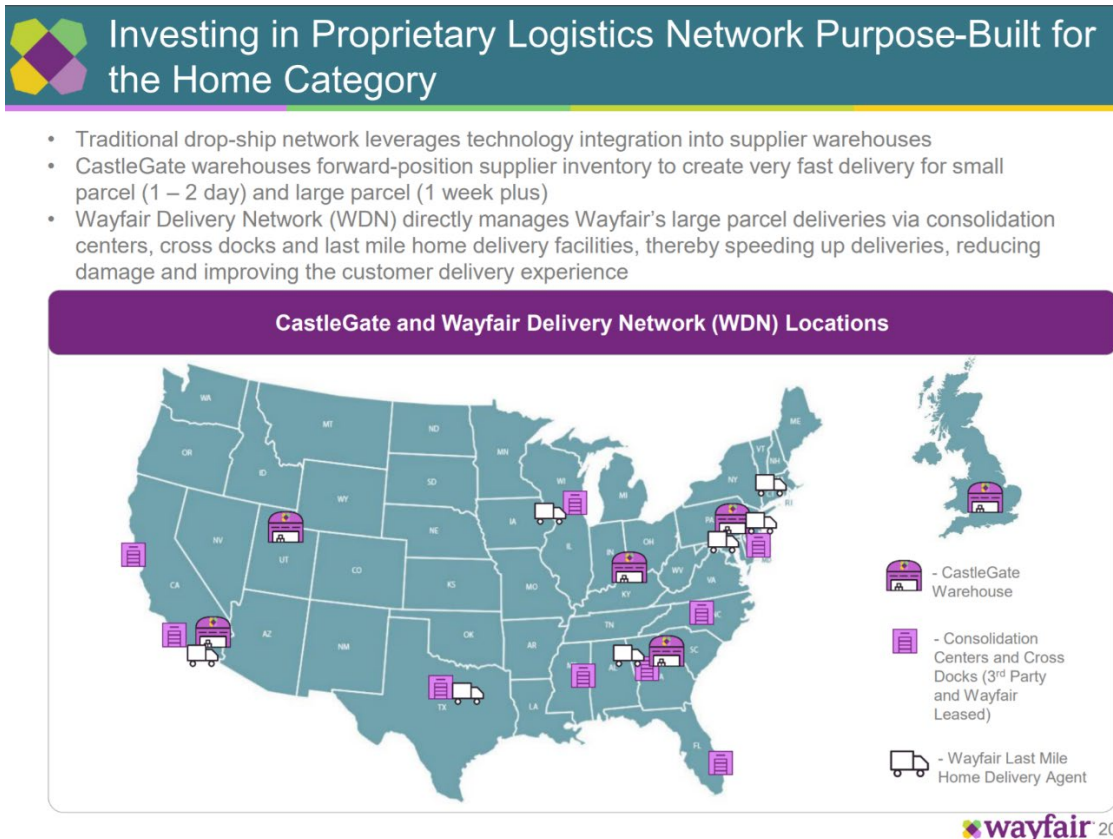 Investing in Proprietary Logistics Network Purpose-Built for
the Home Category
• Traditional drop-ship network leverages technology integration into supplier warehouses
• CastleGate warehouses forward-position supplier inventory to create very fast delivery for small
parcel (1 – 2 day) and large parcel (1 week plus)
• Wayfair Delivery Network (WDN) directly manages Wayfair's large parcel deliveries via consolidation
centers, cross docks and last mile home delivery facilities, thereby speeding up deliveries, reducing
damage and improving the customer delivery experience
CastleGate and Wayfair Delivery Network (WDN) Locations
WA
MT
ND
MN
ME
VT
NH
OR
ID
SD
WI
MI
NY
RI
WY
IA
PA
NE
NV
UT
IL
IN
OH
CO
WV
CA
KS
MO
KY
VA
AZ
NM
OK
AR
TN
NC
SC
AL
TX
LA
FL
- CastleGate
Warehouse
- Consolidation
Centers and Cross
Docks (3rd Party
and Wayfair
Leased)
- Wayfair Last Mile
Home Delivery Agent
wayfair 20